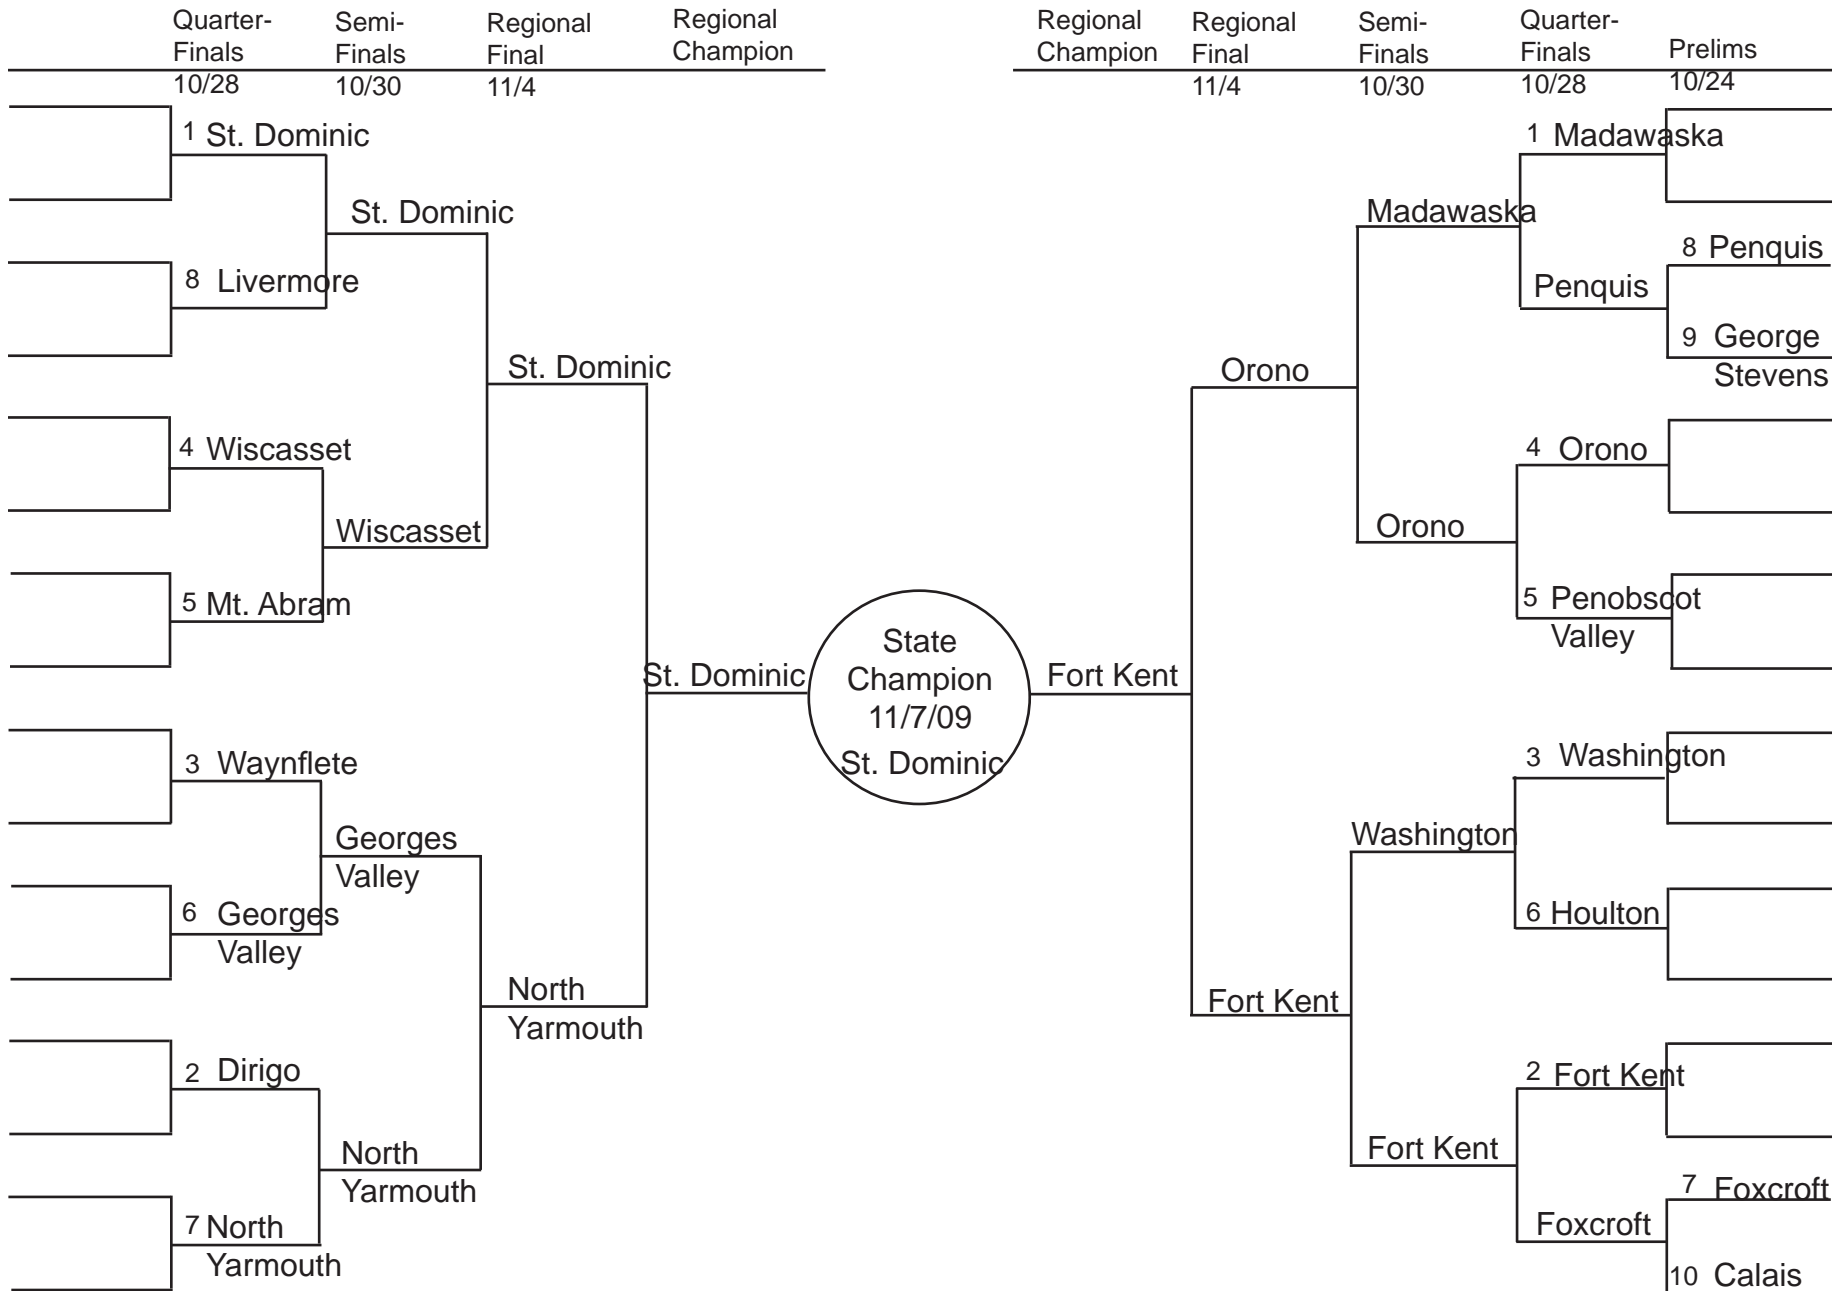 Quarter-
Finals
10/28
Semi-
Finals
10/30
Regional
Final
11/4
Regional
Champion
Regional
Champion
Regional
Final
11/4
Semi-
Finals
10/30
Quarter-
Finals
10/28
Prelims
10/24
1 St. Dominic
8 Livermore
4 Wiscasset
5 Mt. Abram
3 Waynflete
6 Georges
Valley
2 Dirigo
7 North
Yarmouth
St. Dominic
Wiscasset
Georges
Valley
North
Yarmouth
St. Dominic
North
Yarmouth
St. Dominic
State
Champion
11/7/09
St. Dominic
Fort Kent
Orono
Fort Kent
Madawaska
Orono
Washington
Fort Kent
1 Madawaska
Penquis
4 Orono
5 Penobscot
Valley
3 Washington
6 Houlton
2 Fort Kent
Foxcroft
8 Penquis
9 George
Stevens
7 Foxcroft
10 Calais